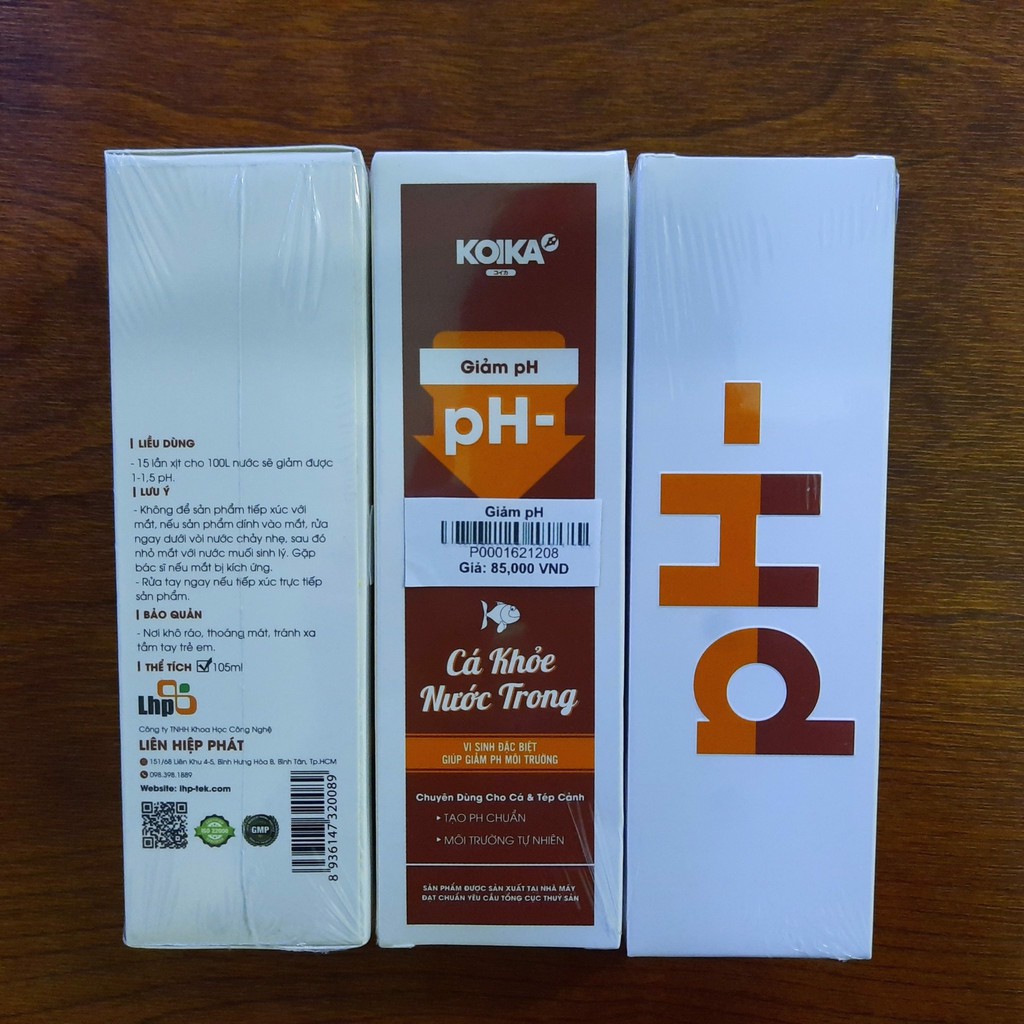 LIỀU DÙNG
- 15 lần xịt cho 100L nước sẽ giảm được
1-1,5 pH.
LƯU Ý
- Không để sản phẩm tiếp xúc với
mắt, nếu sản phẩm dính vào mắt, rửa
ngay dưới vòi nước chảy nhẹ, sau đó
nhỏ mắt với nước muối sinh lý. Gặp
bác sĩ nếu mắt bị kích ứng.
- Rửa tay ngay nếu tiếp xúc trực tiếp
sản phẩm.
BẢO QUẢN
- Nơi khô ráo, thoáng mát, tránh xa
tầm tay trẻ em.
THỂ TÍCH 105ml
Lhp
Công ty TNHH Khoa Học Công Nghệ
LIÊN HIỆP PHÁT
151/68 Liên Khu 4-5, Bình Hưng Hòa B, Bình Tân, Tp.HCM
098.398.1889
Website: lhp-tek.com
ISO 22000
GMP
8 936147 320089
KOIKA
コイカ
Giảm pH
pH-
Giảm pH
P0001621208
Giá: 85,000 VND
Cá Khỏe
Nước Trong
VI SINH ĐẶC BIỆT
GIÚP GIẢM PH MÔI TRƯỜNG
Chuyên Dùng Cho Cá & Tép Cảnh
TẠO PH CHUẨN
MÔI TRƯỜNG TỰ NHIÊN
SẢN PHẨM ĐƯỢC SẢN XUẤT TẠI NHÀ MÁY
ĐẠT CHUẨN YÊU CẦU TỔNG CỤC THUỶ SẢN
pH-